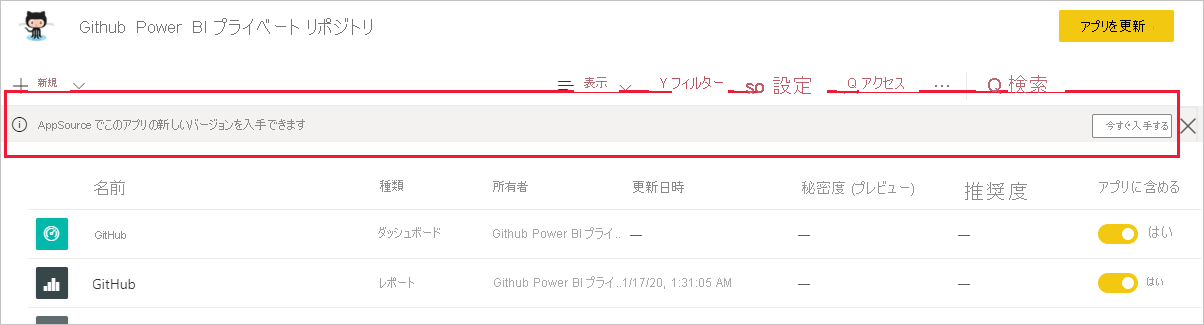 Github Power BI プライベート リポジトリ
アプリを更新
新規
表示
Y フィルター
so 設定
Q アクセス
Q 検索
AppSource でこのアプリの新しいバージョンを入手できます
今すぐ入手する
名前 種類 所有者 更新日時 秘密度 (プレビュー) 推奨度 アプリに含める
GitHub ダッシュボード Github Power BI プライ.. — — — はい
GitHub レポート Github Power BI プライ...1/17/20, 1:31:05 AM — — はい